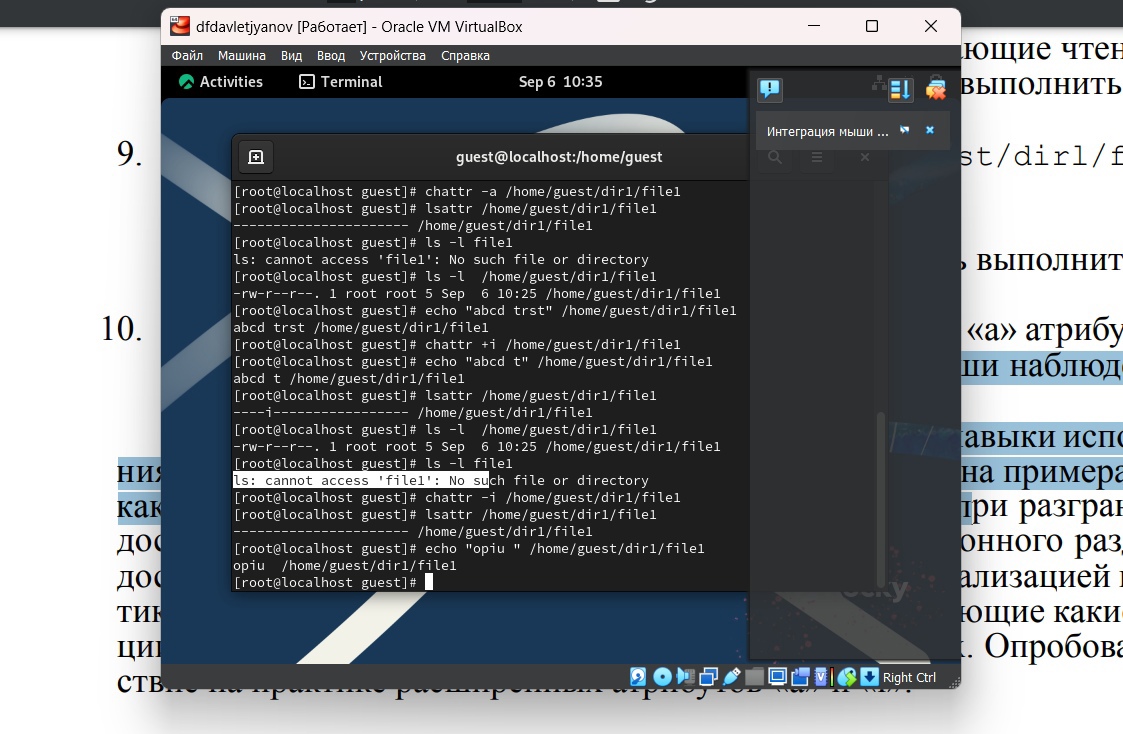 dfdavletjyanov [Работает] - Oracle VM VirtualBox
Файл Машина Вид Ввод Устройства Справка
Activities Terminal Sep 6 10:35
Интеграция мыши ...
guest@localhost:/home/guest
[root@localhost guest]# chattr -a /home/guest/dir1/file1
[root@localhost guest]# lsattr /home/guest/dir1/file1
---------------------- /home/guest/dir1/file1
[root@localhost guest]# ls -l file1
ls: cannot access 'file1': No such file or directory
[root@localhost guest]# ls -l  /home/guest/dir1/file1
-rw-r--r--. 1 root root 5 Sep  6 10:25 /home/guest/dir1/file1
[root@localhost guest]# echo "abcd trst" /home/guest/dir1/file1
abcd trst /home/guest/dir1/file1
[root@localhost guest]# chattr +i /home/guest/dir1/file1
[root@localhost guest]# echo "abcd t" /home/guest/dir1/file1
abcd t /home/guest/dir1/file1
[root@localhost guest]# lsattr /home/guest/dir1/file1
----i----------------- /home/guest/dir1/file1
[root@localhost guest]# ls -l  /home/guest/dir1/file1
-rw-r--r--. 1 root root 5 Sep  6 10:25 /home/guest/dir1/file1
[root@localhost guest]# ls -l file1
ls: cannot access 'file1': No such file or directory
[root@localhost guest]# chattr -i /home/guest/dir1/file1
[root@localhost guest]# lsattr /home/guest/dir1/file1
---------------------- /home/guest/dir1/file1
[root@localhost guest]# echo "opiu " /home/guest/dir1/file1
opiu  /home/guest/dir1/file1
[root@localhost guest]#
Right Ctrl
ющие чтен
выполнить
9. st/dirl/f
ь выполнит
10. «a» атрибу
ши наблюд
авыки испо
ния на примера
как при разгран
дос онного разд
дос ализацией п
тик ющие каки
ци . Опробова
ствие на практике расширенных атрибутов «a» и «i».